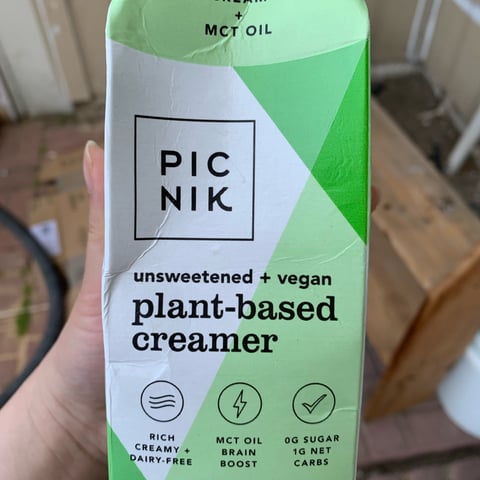 CREAM
+
MCT OIL
PIC
NIK
unsweetened + vegan
plant-based
creamer
RICH
CREAMY +
DAIRY-FREE
MCT OIL
BRAIN
BOOST
0G SUGAR
1G NET
CARBS